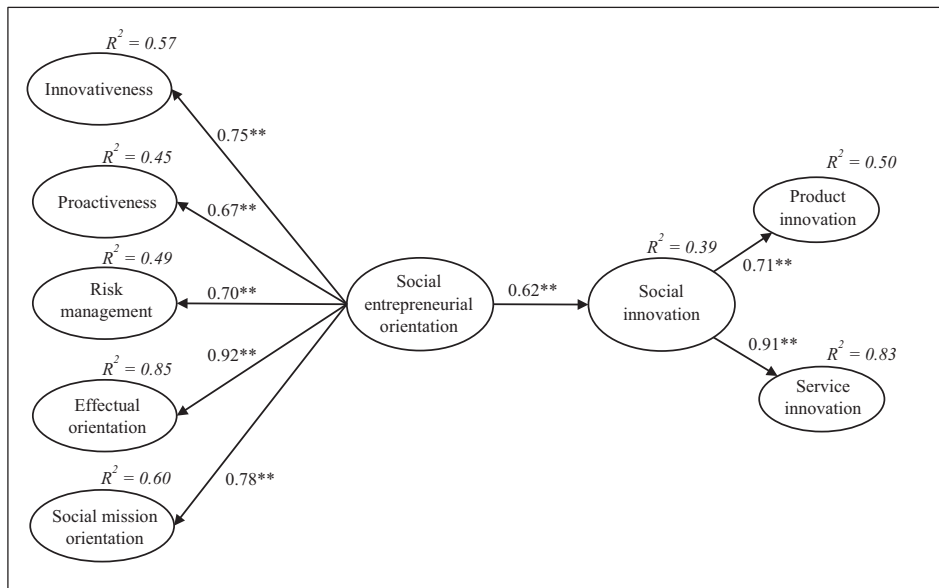 R² = 0.57
Innovativeness
0.75**
R² = 0.45
Proactiveness
0.67**
R² = 0.49
Risk
management
0.70**
R² = 0.85
Effectual
orientation
0.92**
R² = 0.60
Social mission
orientation
0.78**
Social
entrepreneurial
orientation
0.62**
R² = 0.39
Social
innovation
0.71**
R² = 0.50
Product
innovation
0.91**
R² = 0.83
Service
innovation